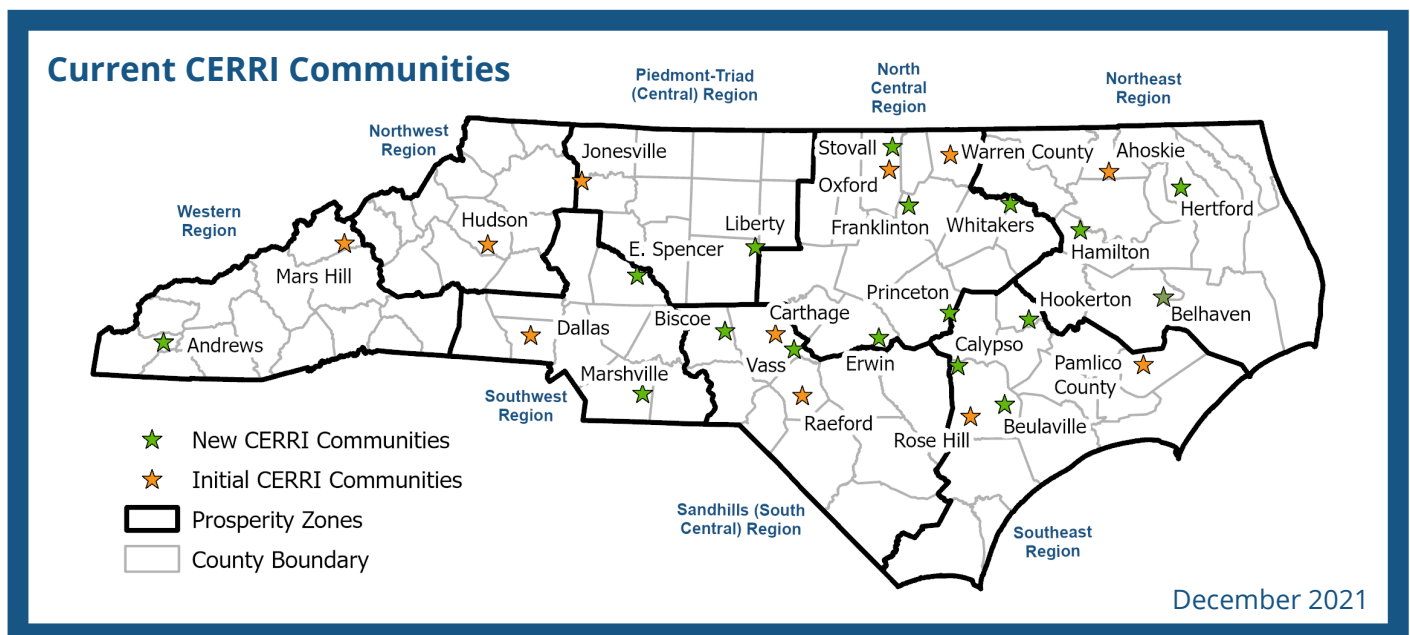 Current CERRI Communities
Piedmont-Triad
(Central) Region
North
Central
Region
Northeast
Region
Northwest
Region
Western
Region
Jonesville
Stovall
Warren County
Ahoskie
Oxford
Hudson
Liberty
Franklinton
Whitakers
Hertford
E. Spencer
Hamilton
Mars Hill
Princeton
Hookerton
Belhaven
Biscoe
Carthage
Dallas
Andrews
Calypso
Vass
Erwin
Pamlico
County
Marshville
Southwest
Region
Raeford
Rose Hill
Beulaville
New CERRI Communities
Initial CERRI Communities
Prosperity Zones
County Boundary
Sandhills (South
Central) Region
Southeast
Region
December 2021